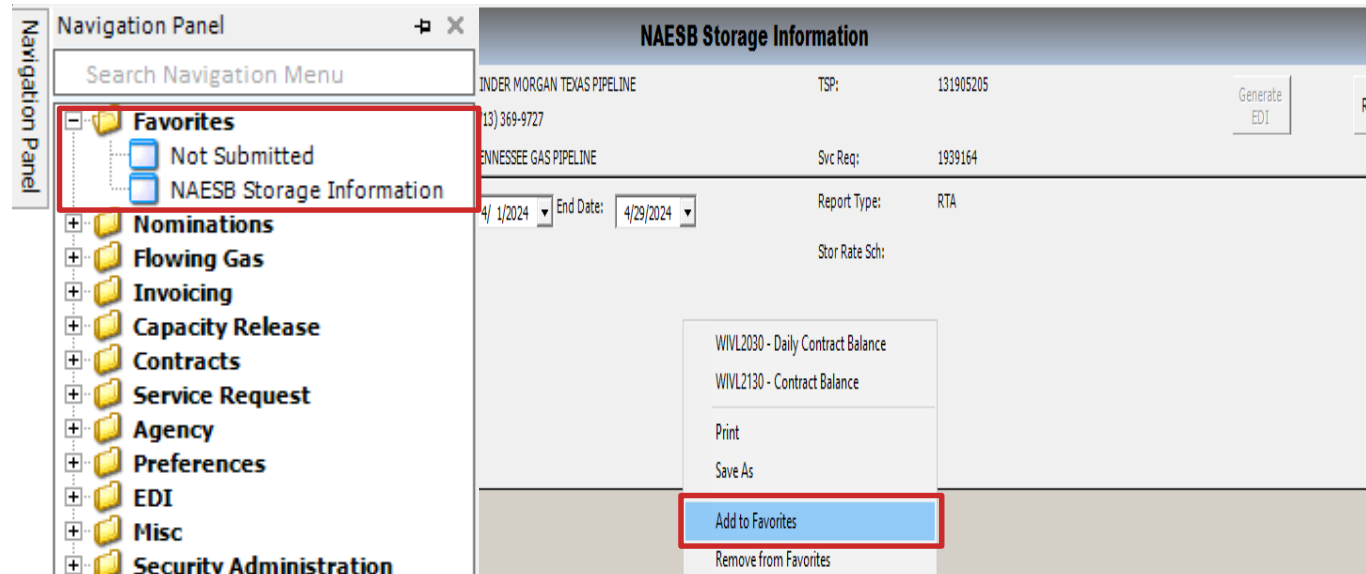 Navigation Panel
Navigation Panel
Search Navigation Menu
Favorites
Not Submitted
NAESB Storage Information
Nominations
Flowing Gas
Invoicing
Capacity Release
Contracts
Service Request
Agency
Preferences
EDI
Misc
Security Administration
NAESB Storage Information
INDER MORGAN TEXAS PIPELINE TSP: 131905205
Generate
EDI
R
13) 369-9727
ENNESSEE GAS PIPELINE Svc Req: 1939164
4/ 1/2024 End Date: 4/29/2024 Report Type: RTA
Stor Rate Sch:
WIVL2030 - Daily Contract Balance
WIVL2130 - Contract Balance
Print
Save As
Add to Favorites
Remove from Favorites